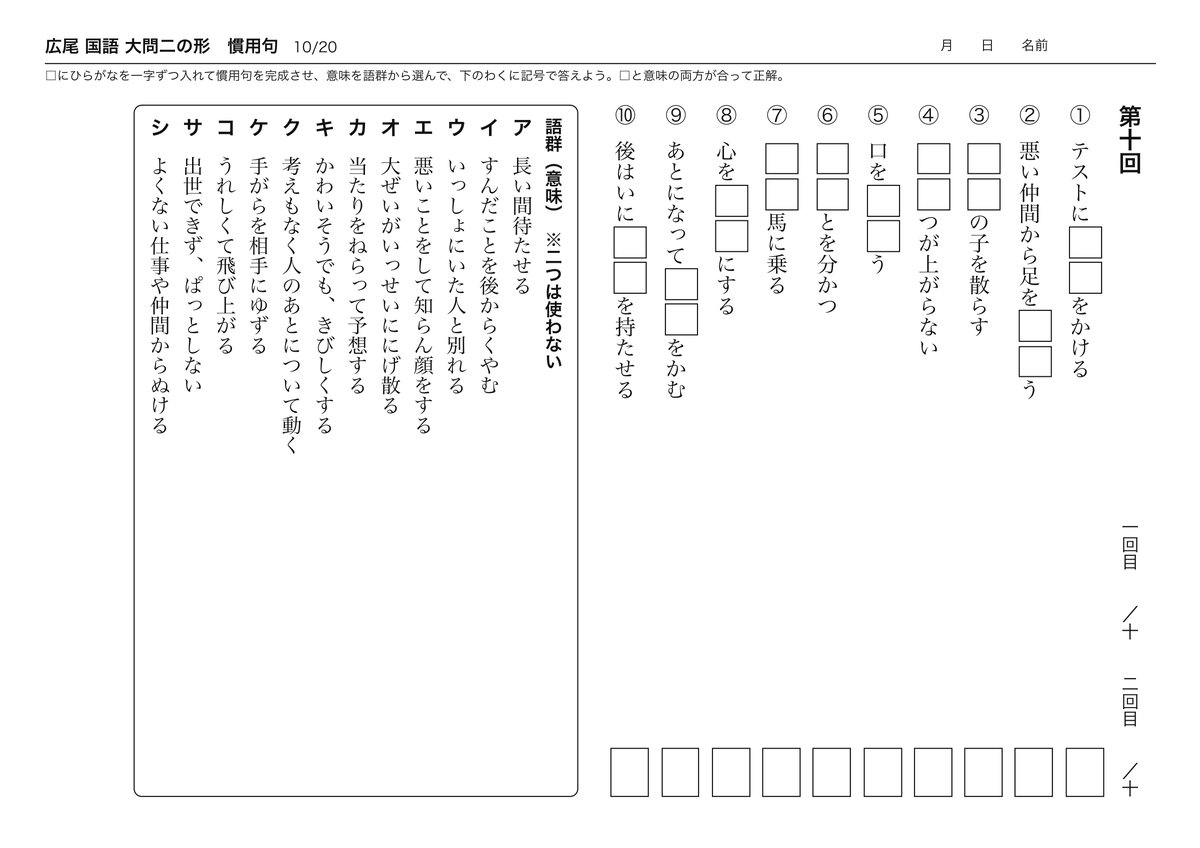 広尾 国語 大問二の形　慣用句　10/20
月　日　名前
□にひらがなを一字ずつ入れて慣用句を完成させ、意味を語群から選んで、下のわくに記号で答えよう。□と意味の両方が合って正解。
第十回　一回目　／十　二回目　／十
① テストに□□をかける
② 悪い仲間から足を□□う
③ □□の子を散らす
④ □□つが上がらない
⑤ 口を□□う
⑥ □□とを分かつ
⑦ □□馬に乗る
⑧ 心を□□にする
⑨ あとになって□□をかむ
⑩ 後はいに□□を持たせる
語群（意味）　※二つは使わない
ア　長い間待たせる
イ　すんだことを後からくやむ
ウ　いっしょにいた人と別れる
エ　悪いことをして知らん顔をする
オ　大ぜいがいっせいににげ散る
カ　当たりをねらって予想する
キ　かわいそうでも、きびしくする
ク　考えもなく人のあとについて動く
ケ　手がらを相手にゆずる
コ　うれしくて飛び上がる
サ　出世できず、ぱっとしない
シ　よくない仕事や仲間からぬける